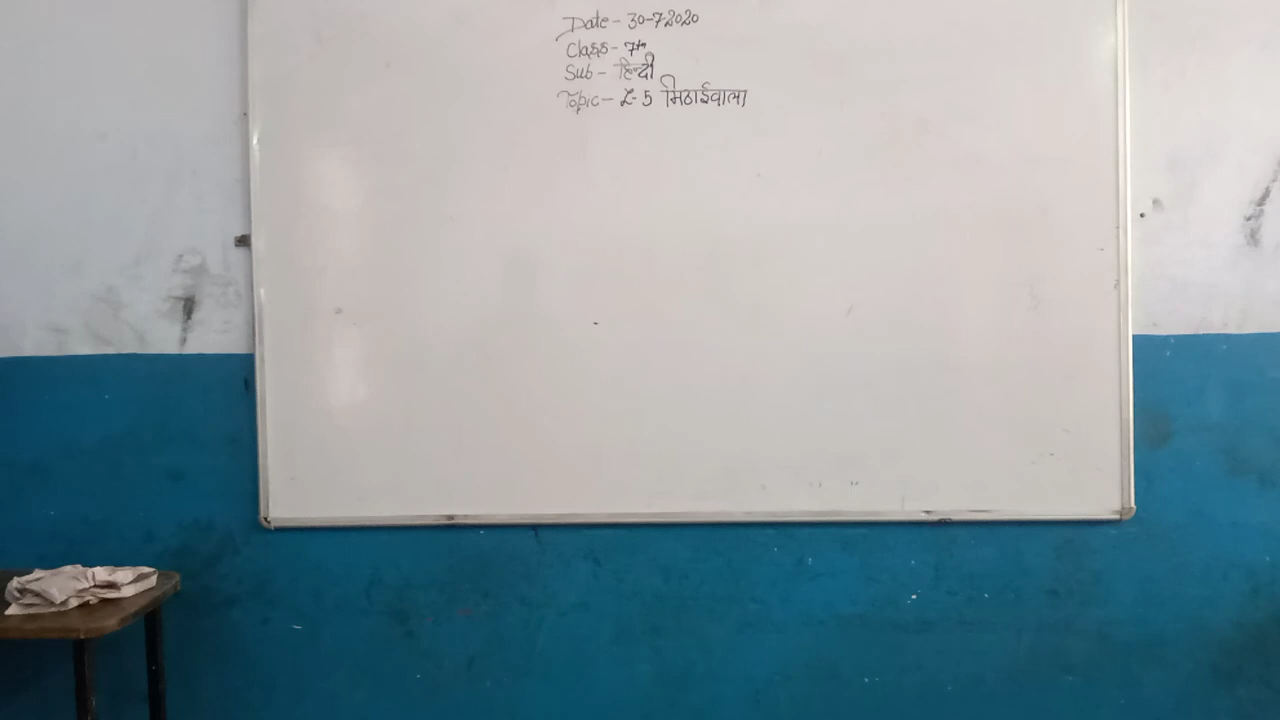 Date - 30-7-2020
Class - 7th
Sub - हिन्दी
Topic - L-5 मिठाईवाला